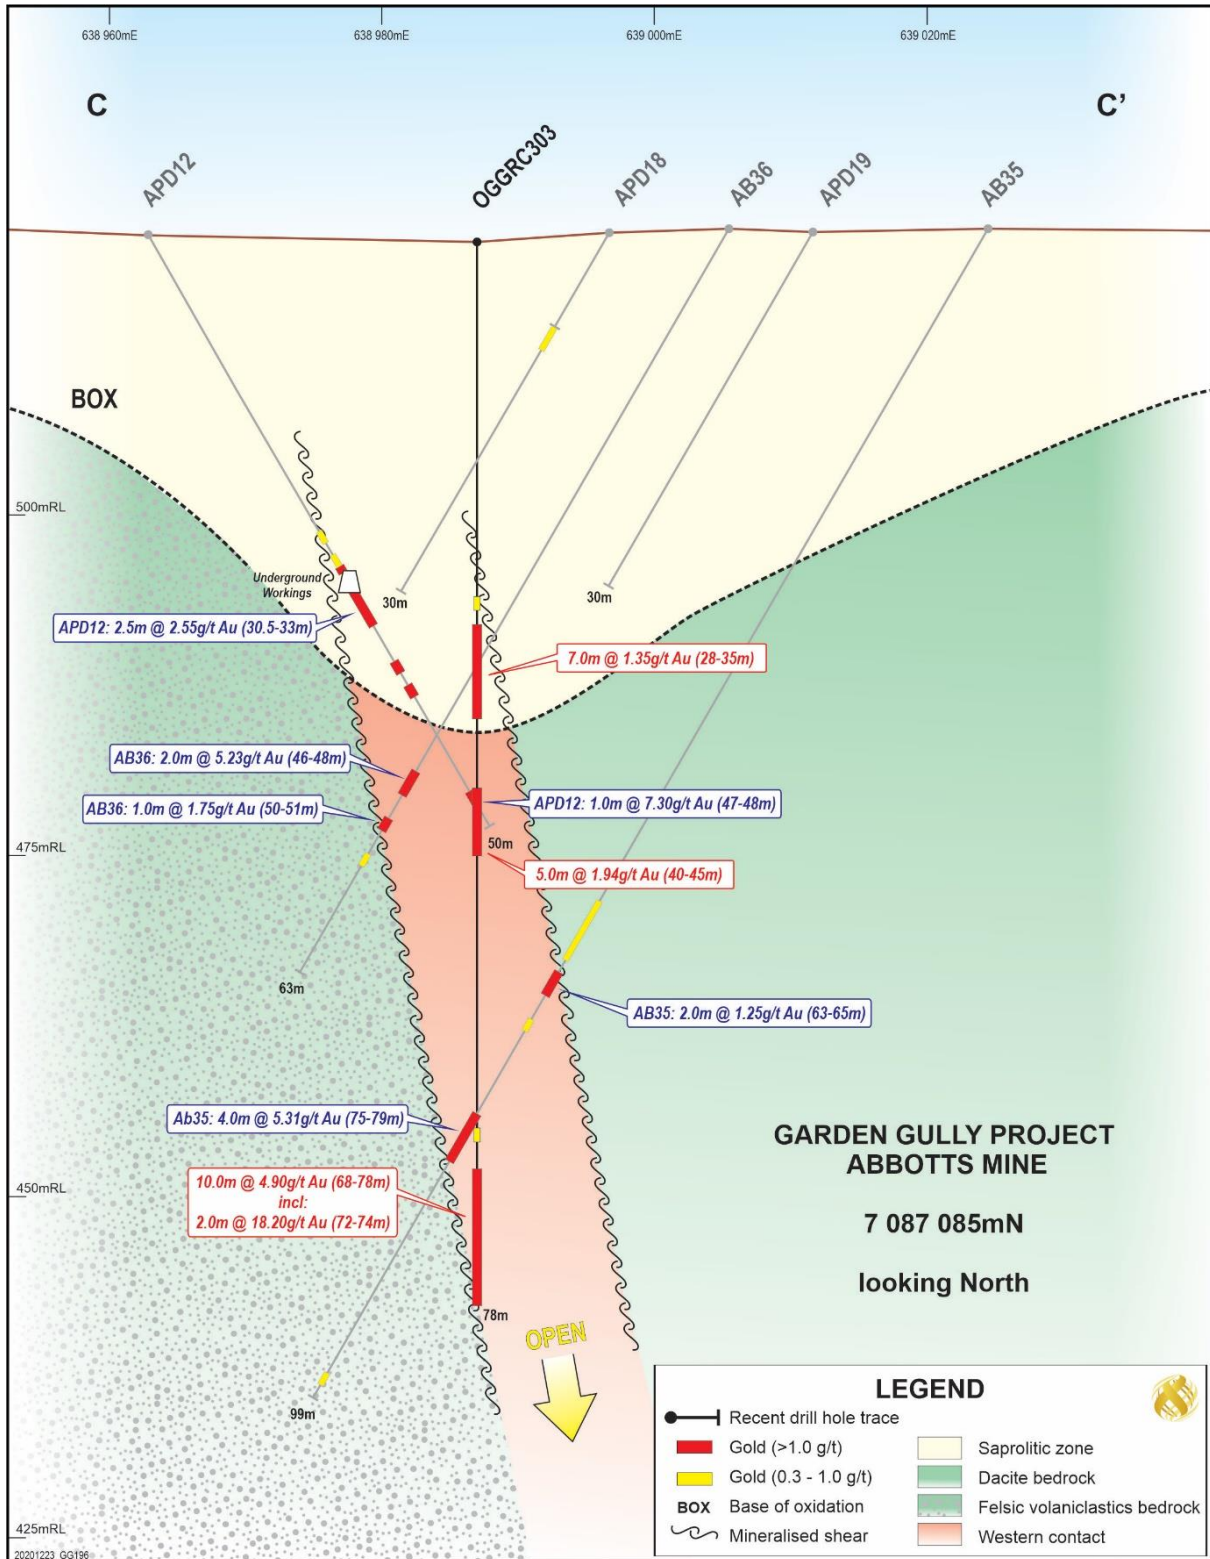 638 960mE
638 980mE
639 000mE
639 020mE
C
C'
APD12
OGGRC303
APD18
AB36
APD19
AB35
BOX
500mRL
Underground
Workings
30m
30m
APD12: 2.5m @ 2.55g/t Au (30.5-33m)
7.0m @ 1.35g/t Au (28-35m)
AB36: 2.0m @ 5.23g/t Au (46-48m)
AB36: 1.0m @ 1.75g/t Au (50-51m)
APD12: 1.0m @ 7.30g/t Au (47-48m)
50m
475mRL
5.0m @ 1.94g/t Au (40-45m)
63m
AB35: 2.0m @ 1.25g/t Au (63-65m)
Ab35: 4.0m @ 5.31g/t Au (75-79m)
10.0m @ 4.90g/t Au (68-78m)
incl:
2.0m @ 18.20g/t Au (72-74m)
450mRL
GARDEN GULLY PROJECT
ABBOTTS MINE
7 087 085mN
looking North
78m
OPEN
99m
425mRL
20201223_GG196
LEGEND
Recent drill hole trace
Gold (>1.0 g/t)
Gold (0.3 - 1.0 g/t)
BOX Base of oxidation
Mineralised shear
Saprolitic zone
Dacite bedrock
Felsic volaniclastics bedrock
Western contact